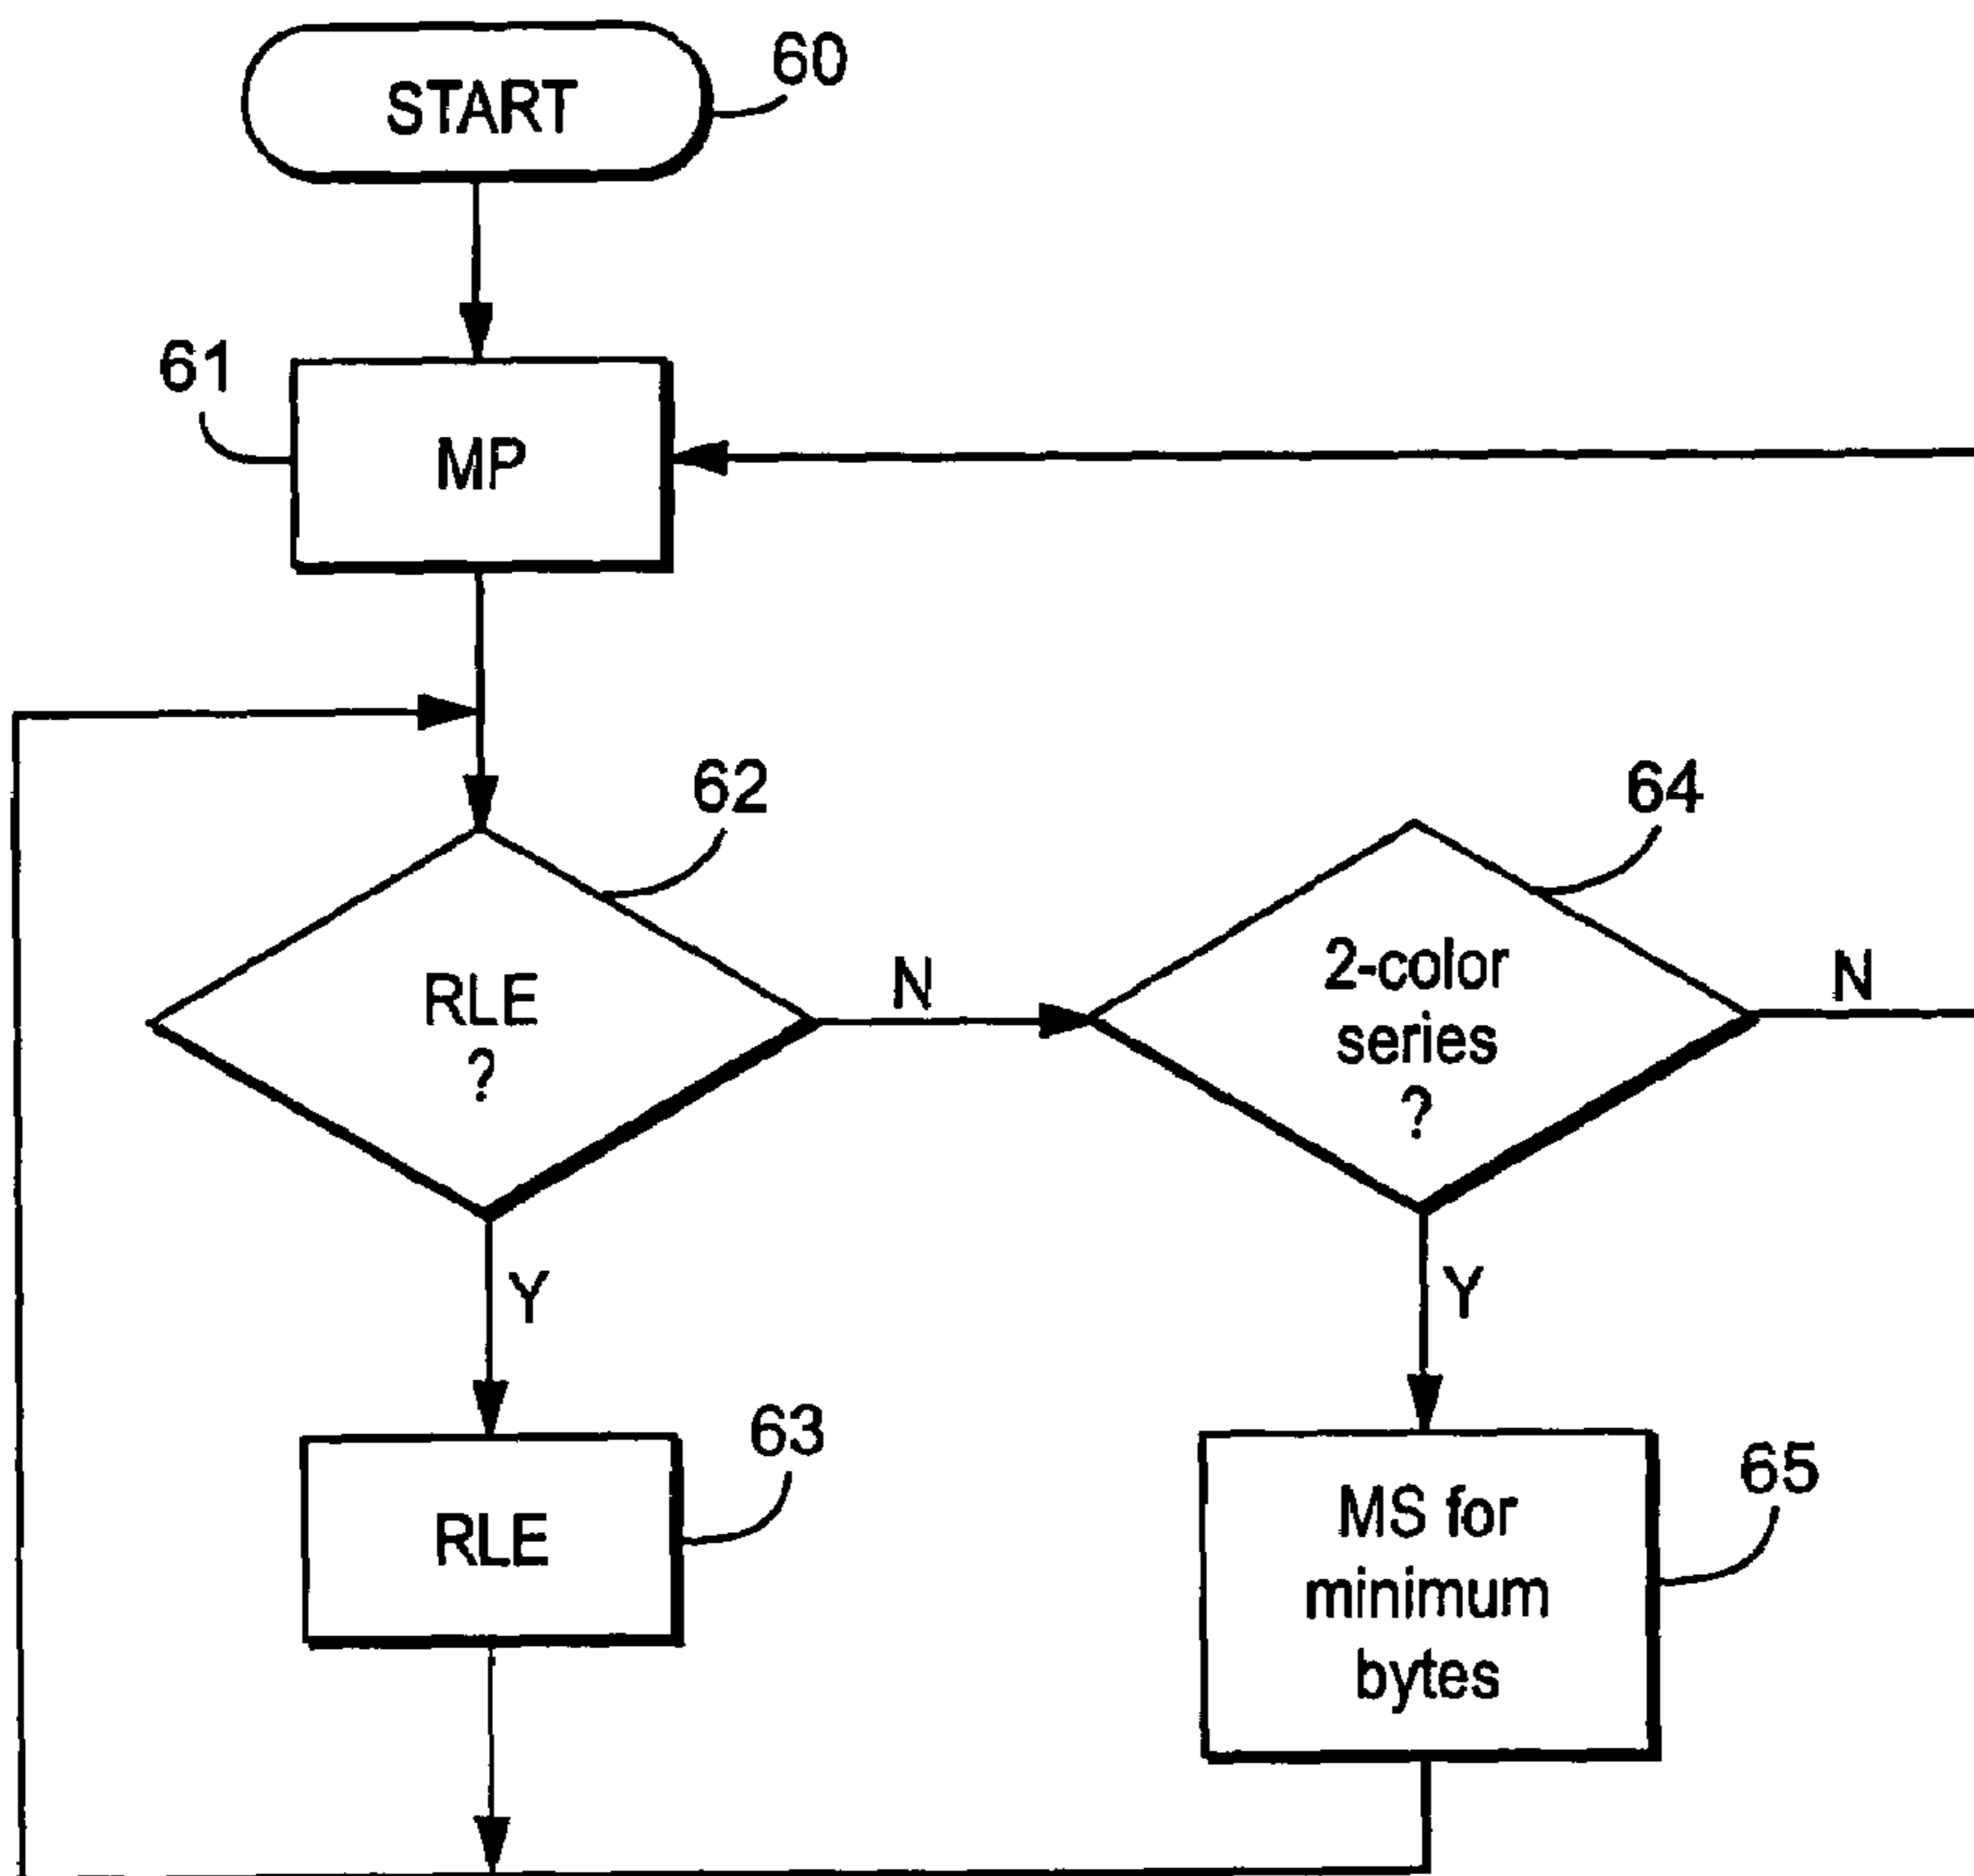 START
60
61
MP
62
64
RLE
?
N
2-color
series
?
N
Y
Y
RLE
63
MS for
minimum
bytes
65